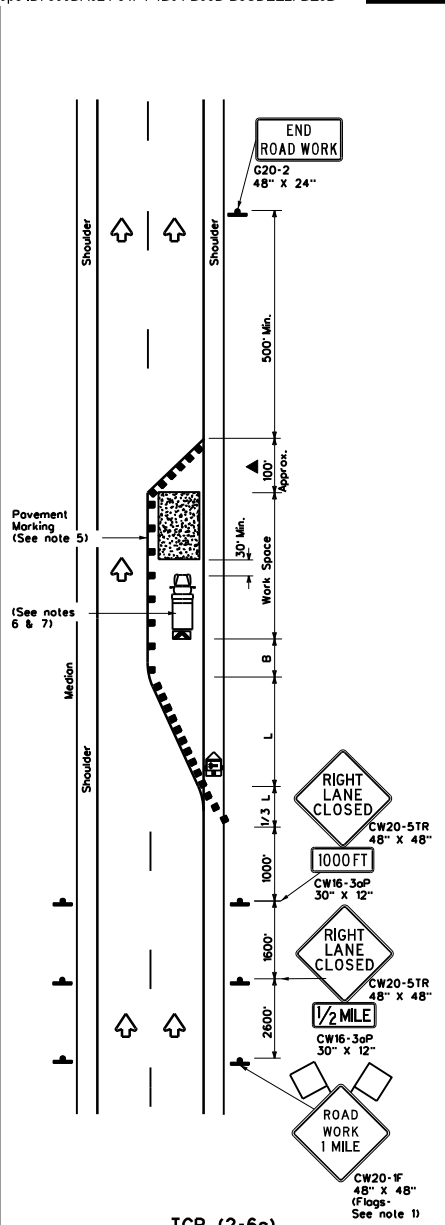 END
ROAD WORK
G20-2
48" X 24"
Shoulder
Shoulder
500' Min.
100'
Approx.
Pavement
Marking
(See note 5)
30' Min.
Work Space
(See notes
6 & 7)
B
Median
L
Shoulder
1/3 L
RIGHT
LANE
CLOSED
CW20-5TR
48" X 48"
1000 FT
CW16-3aP
30" X 12"
1000'
RIGHT
LANE
CLOSED
CW20-5TR
48" X 48"
1600'
1/2 MILE
CW16-3aP
30" X 12"
2600'
ROAD
WORK
1 MILE
CW20-1F
48" X 48"
(Flags-
See note 1)
TCP (2-6a)